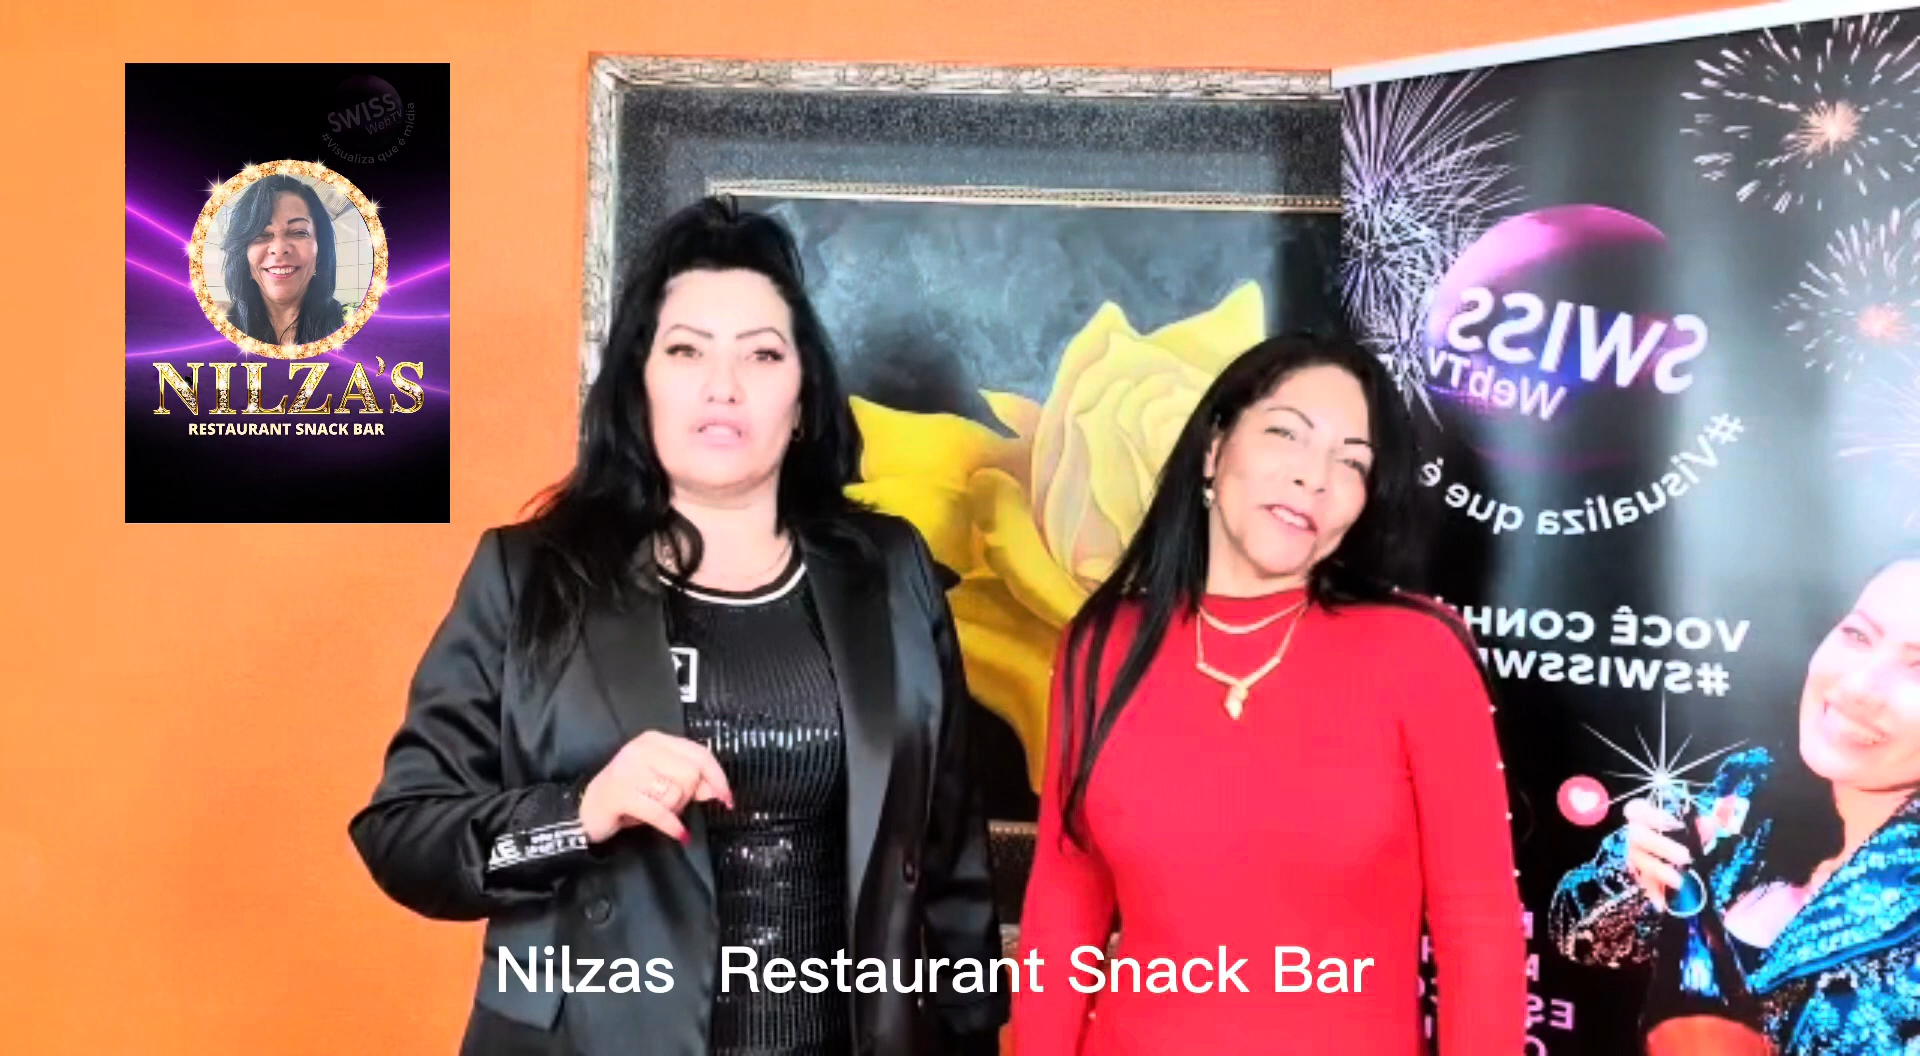 SWISS
WebTV
#Visualiza que é mídia
NILZA'S
RESTAURANT SNACK BAR
SWISS
WebTV
#Visualiza que é
VOCÊ CONH
#SWISSW
Nilzas Restaurant Snack Bar